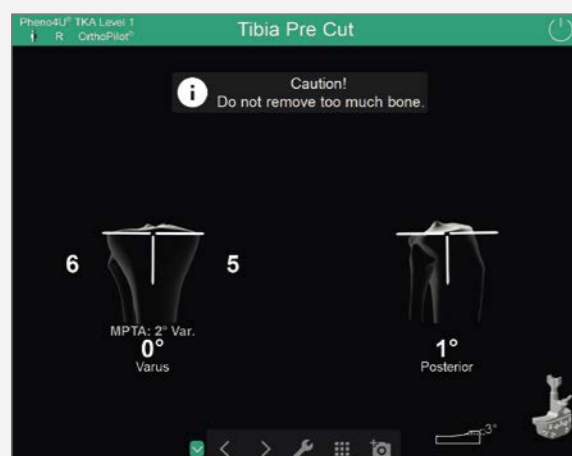 Pheno4U® TKA Level 1
R OrthoPilot®
Tibia Pre Cut
Caution!
Do not remove too much bone.
6
5
MPTA: 2° Var.
0°
Varus
1°
Posterior
3°